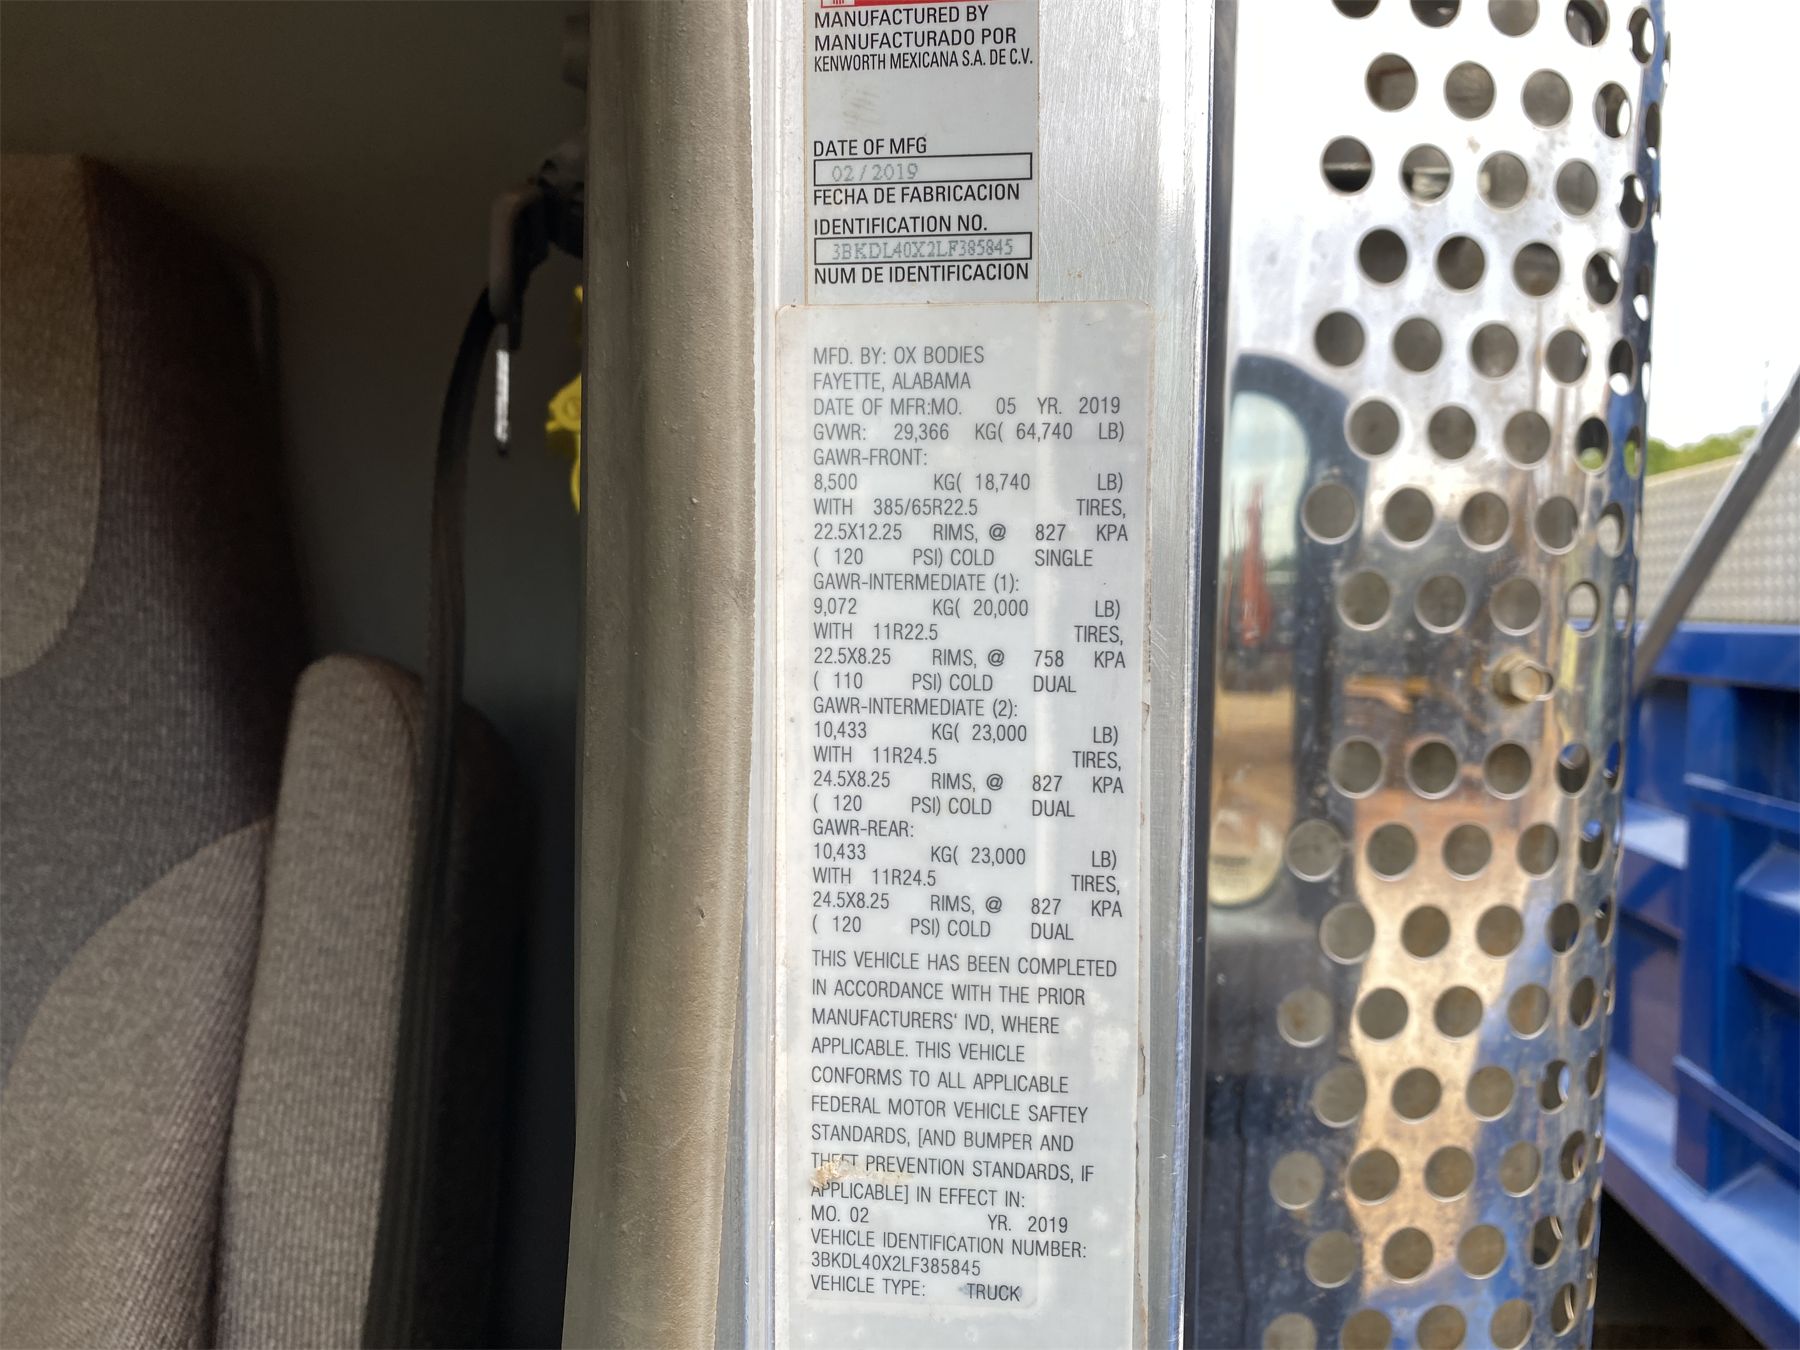 MANUFACTURED BY
MANUFACTURADO POR
KENWORTH MEXICANA S.A. DE C.V.
DATE OF MFG
02/2019
FECHA DE FABRICACION
IDENTIFICATION NO.
3BKDL40X2LF385845
NUM DE IDENTIFICACION
MFD. BY: OX BODIES
FAYETTE, ALABAMA
DATE OF MFR:MO. 05 YR. 2019
GVWR: 29,366 KG( 64,740 LB)
GAWR-FRONT:
8,500 KG( 18,740 LB)
WITH 385/65R22.5 TIRES,
22.5X12.25 RIMS, @ 827 KPA
( 120 PSI) COLD SINGLE
GAWR-INTERMEDIATE (1):
9,072 KG( 20,000 LB)
WITH 11R22.5 TIRES,
22.5X8.25 RIMS, @ 758 KPA
( 110 PSI) COLD DUAL
GAWR-INTERMEDIATE (2):
10,433 KG( 23,000 LB)
WITH 11R24.5 TIRES,
24.5X8.25 RIMS, @ 827 KPA
( 120 PSI) COLD DUAL
GAWR-REAR:
10,433 KG( 23,000 LB)
WITH 11R24.5 TIRES,
24.5X8.25 RIMS, @ 827 KPA
( 120 PSI) COLD DUAL
THIS VEHICLE HAS BEEN COMPLETED
IN ACCORDANCE WITH THE PRIOR
MANUFACTURERS' IVD, WHERE
APPLICABLE. THIS VEHICLE
CONFORMS TO ALL APPLICABLE
FEDERAL MOTOR VEHICLE SAFTEY
STANDARDS, [AND BUMPER AND
THEFT PREVENTION STANDARDS, IF
APPLICABLE] IN EFFECT IN:
MO. 02 YR. 2019
VEHICLE IDENTIFICATION NUMBER:
3BKDL40X2LF385845
VEHICLE TYPE: TRUCK